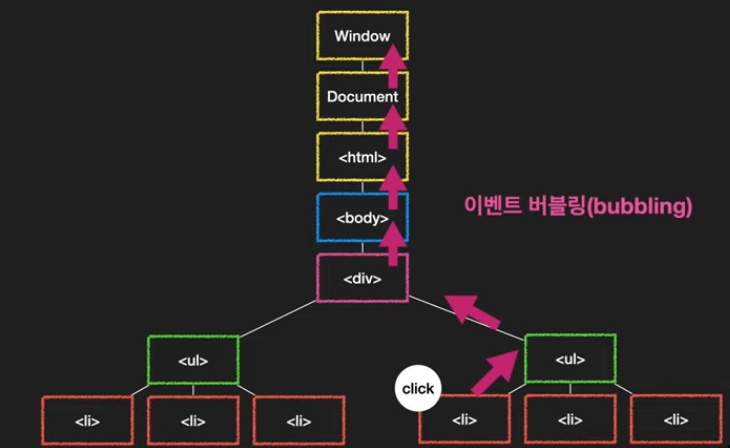 Window
Document
<html>
<body>
이벤트 버블링(bubbling)
<div>
<ul>
<ul>
click
<li>
<li>
<li>
<li>
<li>
<li>